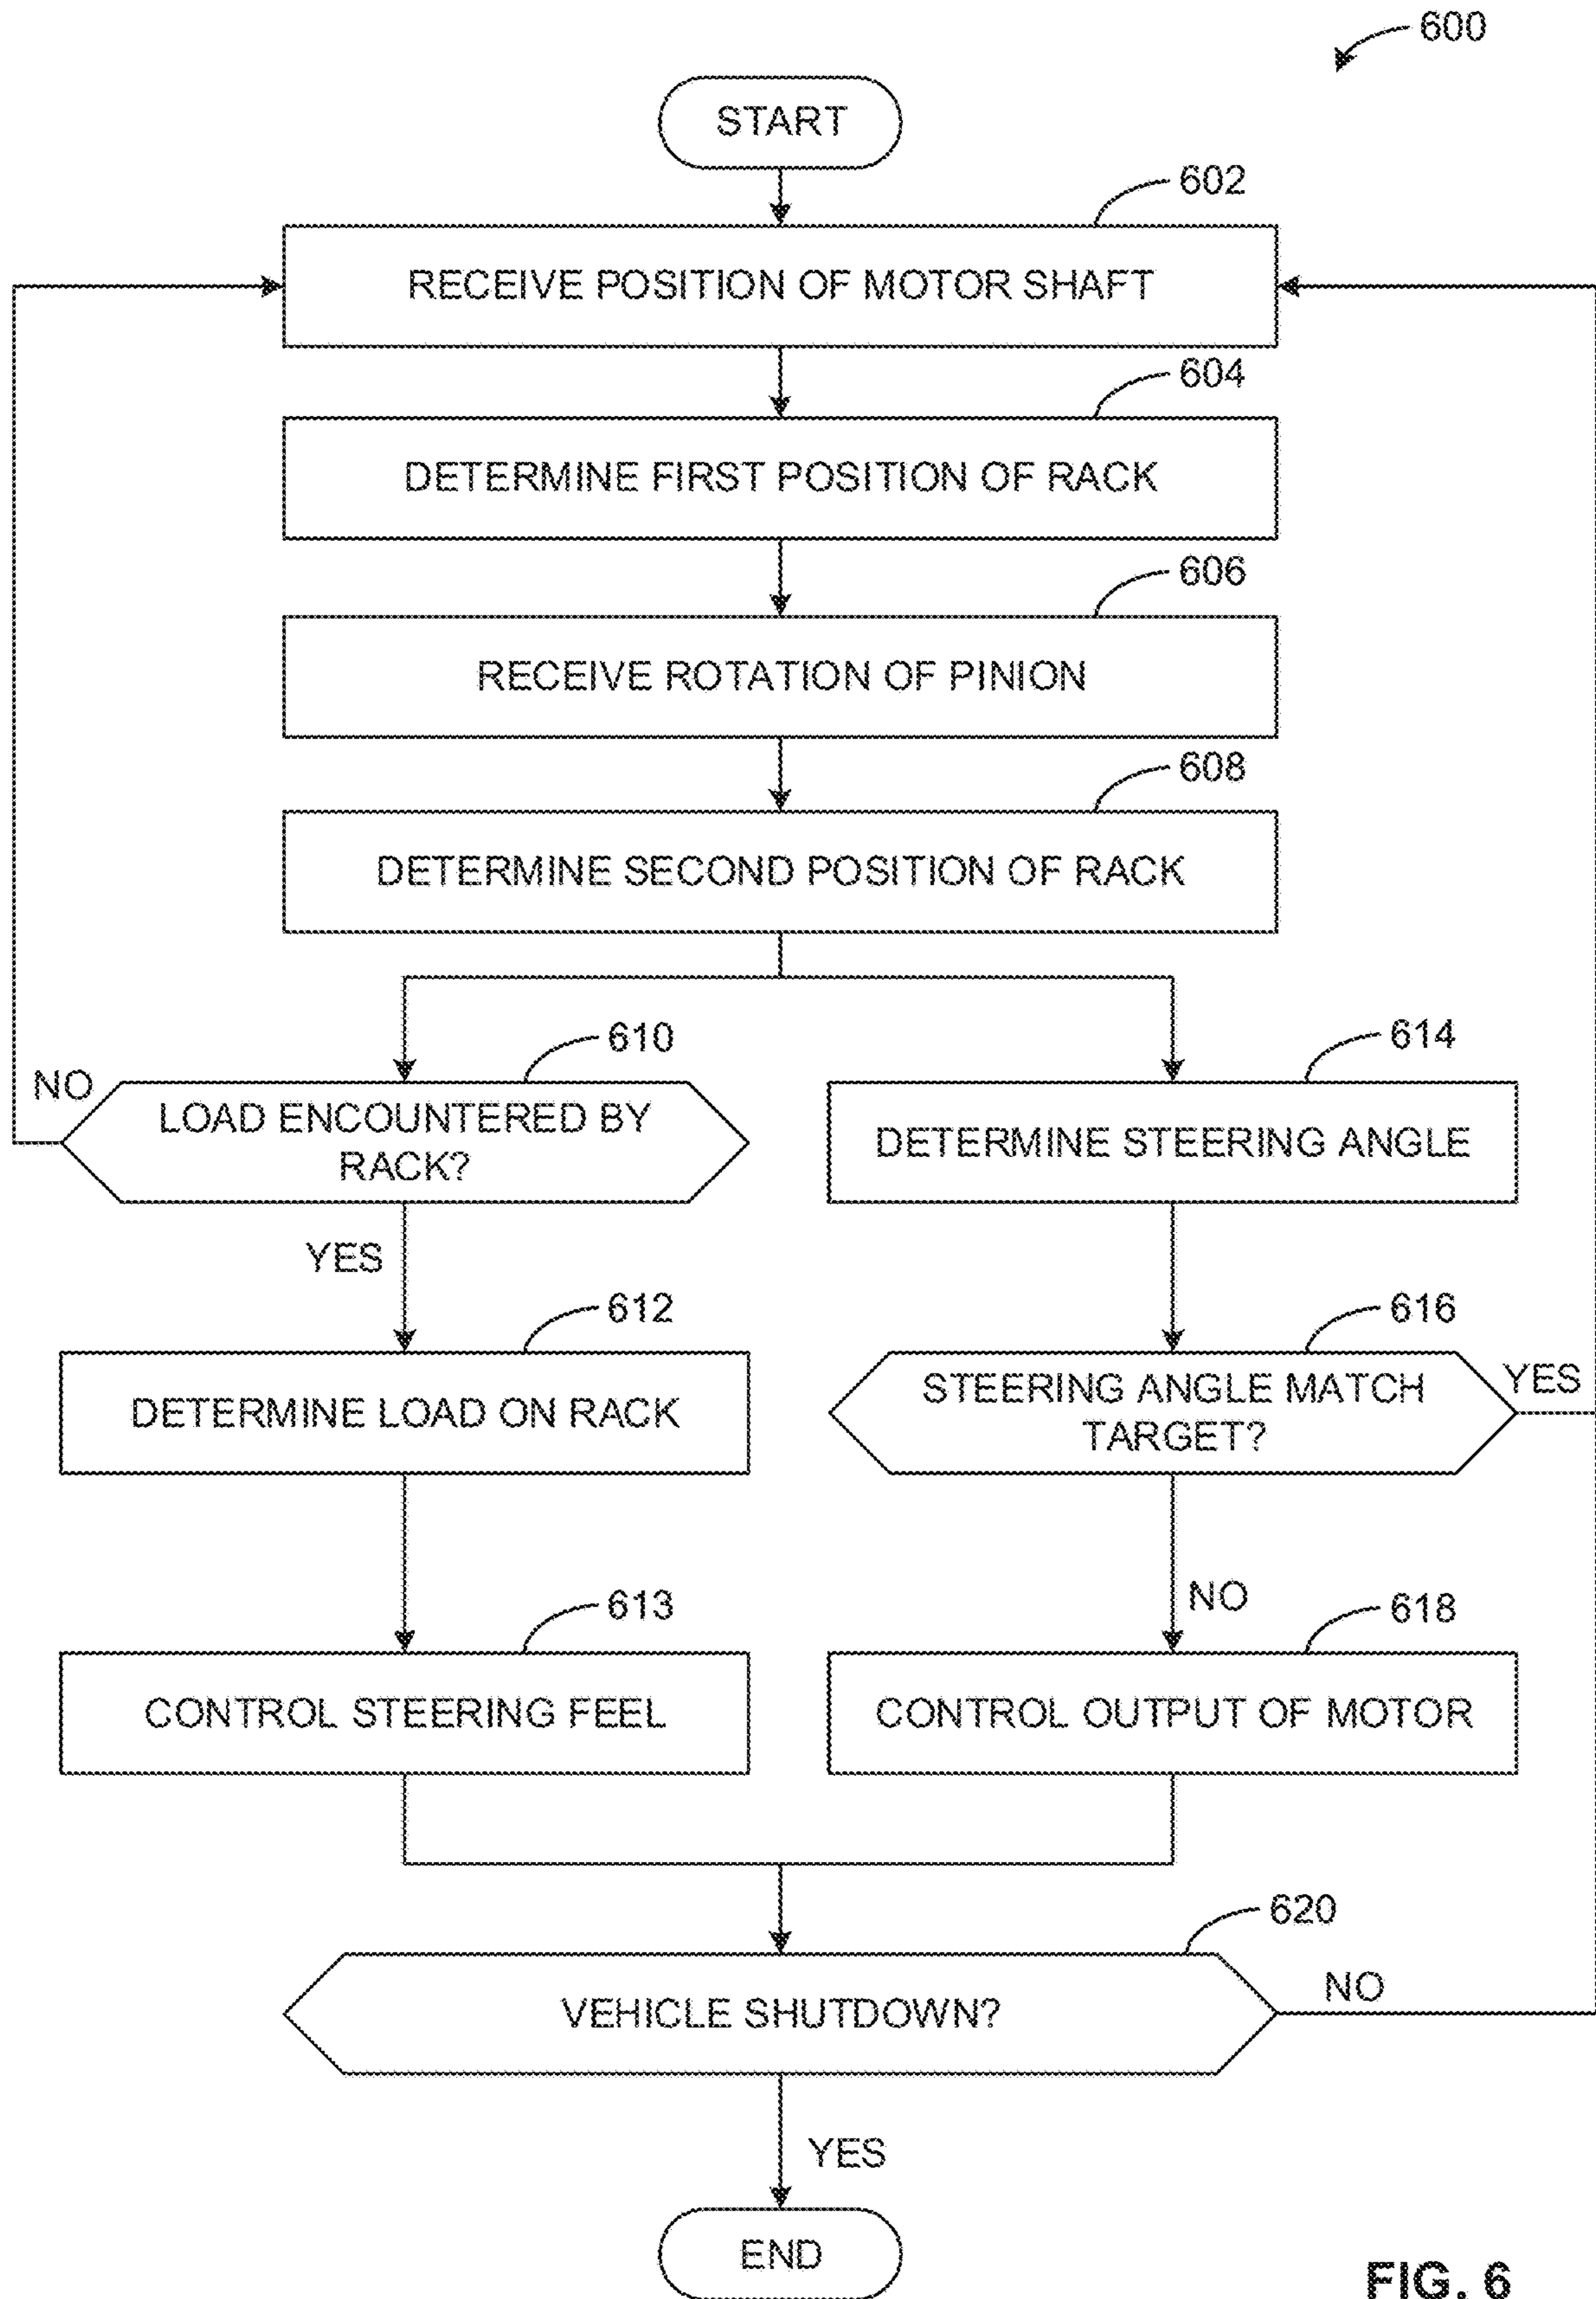 600
START
602
RECEIVE POSITION OF MOTOR SHAFT
604
DETERMINE FIRST POSITION OF RACK
606
RECEIVE ROTATION OF PINION
608
DETERMINE SECOND POSITION OF RACK
610
NO
LOAD ENCOUNTERED BY
RACK?
YES
614
DETERMINE STEERING ANGLE
612
DETERMINE LOAD ON RACK
616
STEERING ANGLE MATCH
TARGET?
YES
NO
613
CONTROL STEERING FEEL
618
CONTROL OUTPUT OF MOTOR
620
VEHICLE SHUTDOWN?
NO
YES
END
FIG. 6